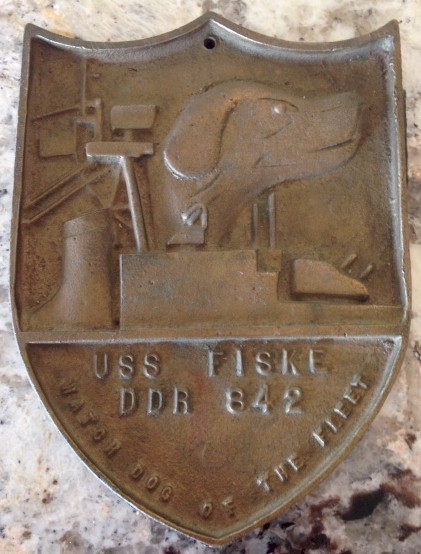 USS FISKE
DDR 842
WATCH DOG OF THE FLEET